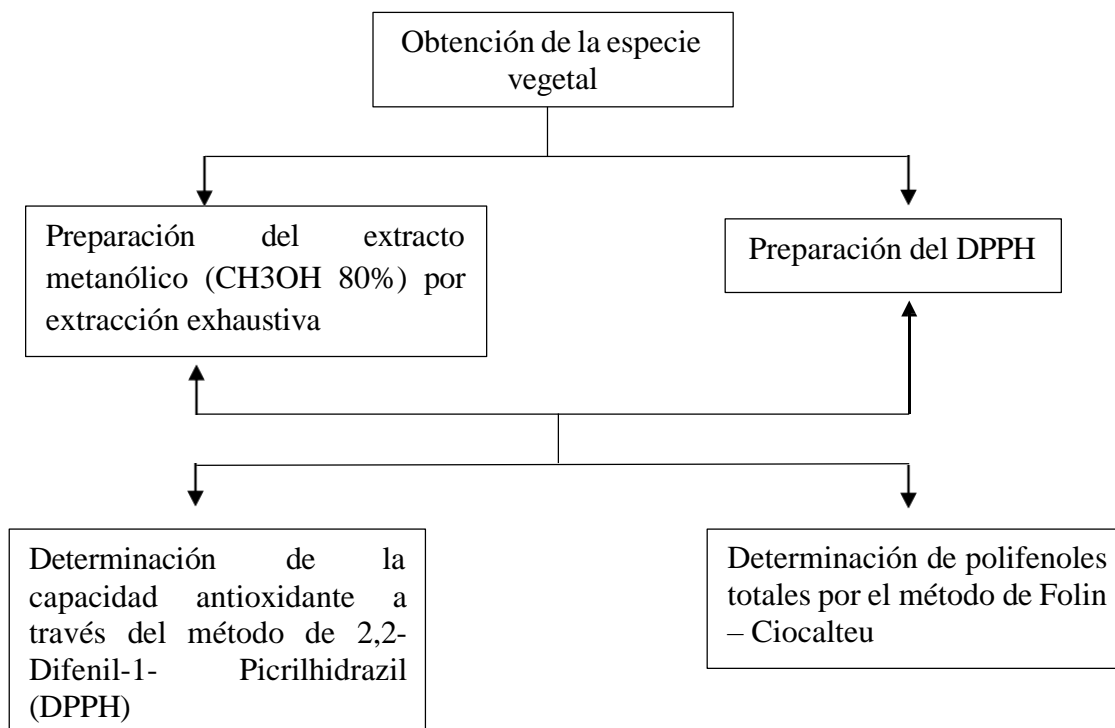 Obtención de la especie
vegetal
Preparación del extracto
metanólico (CH3OH 80%) por
extracción exhaustiva
Preparación del DPPH
Determinación de la
capacidad antioxidante a
través del método de 2,2-
Difenil-1- Picrilhidrazil
(DPPH)
Determinación de polifenoles
totales por el método de Folin
– Ciocalteu